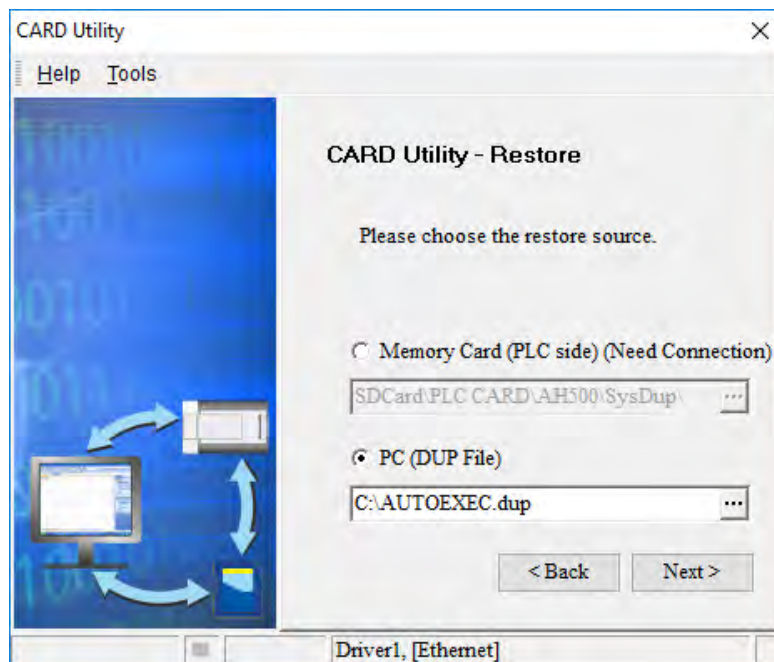 CARD Utility
Help Tools
CARD Utility - Restore
Please choose the restore source.
Memory Card (PLC side) (Need Connection)
SDCard\PLC CARD\AH500\SysDup\
...
PC (DUP File)
C:\AUTOEXEC.dup
...
< Back
Next >
Driver1, [Ethernet]